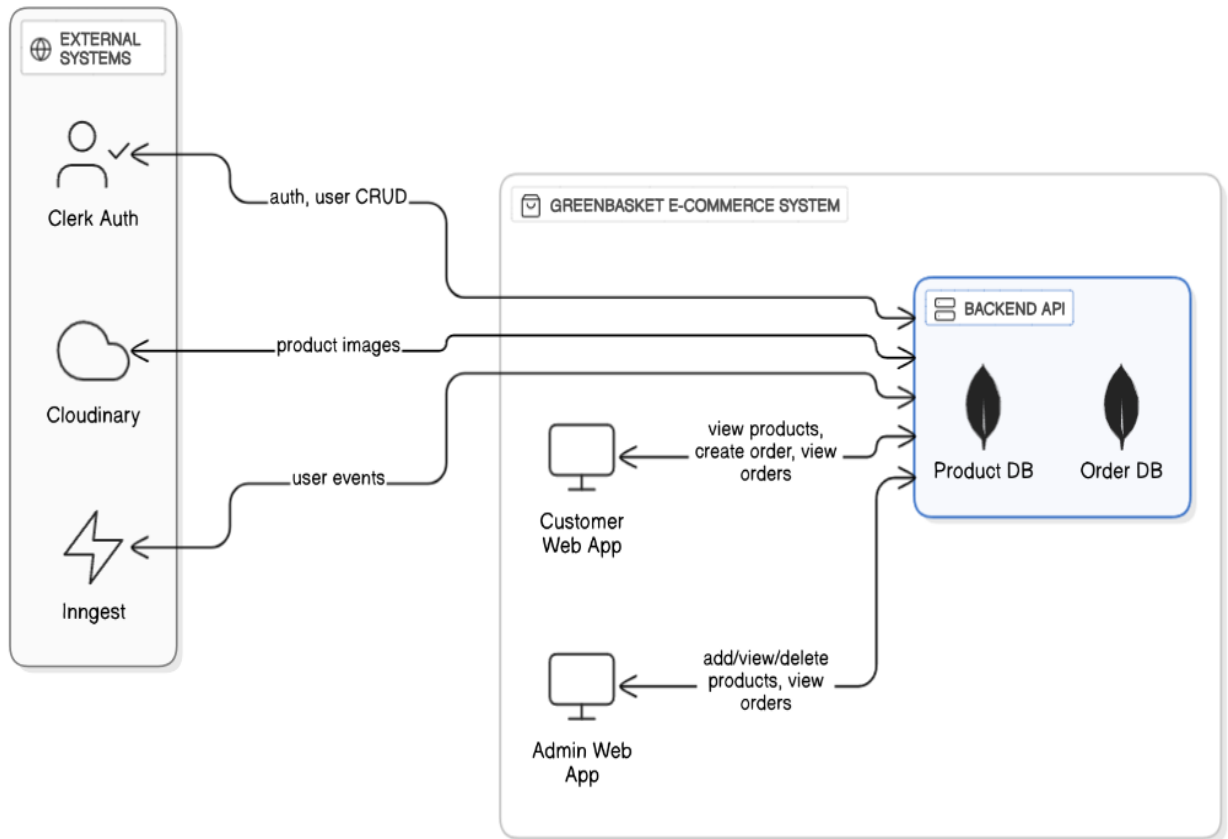 EXTERNAL
SYSTEMS
Clerk Auth
auth, user CRUD
Cloudinary
product images
Inngest
user events
GREENBASKET E-COMMERCE SYSTEM
BACKEND API
Product DB
Order DB
view products,
create order, view
orders
Customer
Web App
add/view/delete
products, view
orders
Admin Web
App